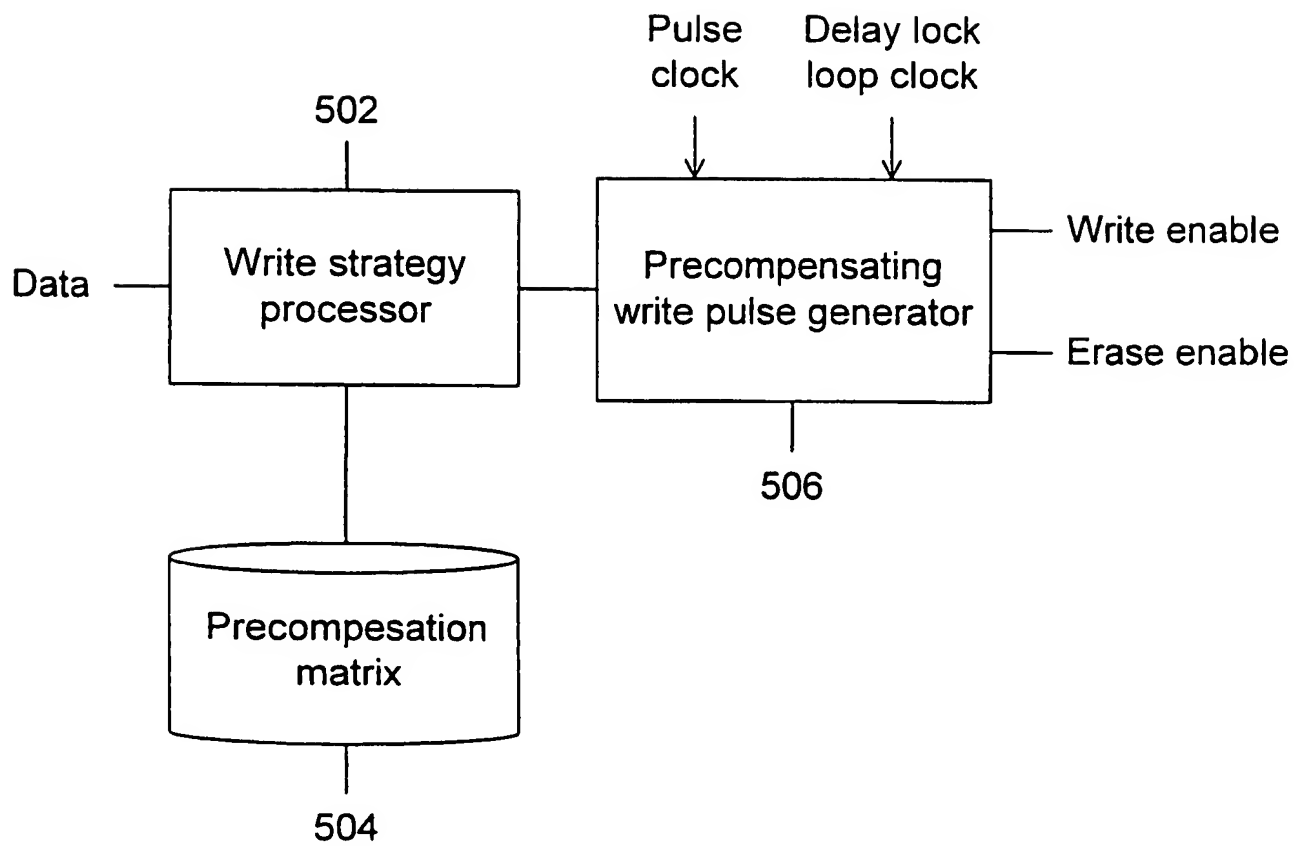 Pulse
clock
Delay lock
loop clock
502
Write strategy
processor
Precompensating
write pulse generator
Write enable
Data
Erase enable
506
Precompesation
matrix
504